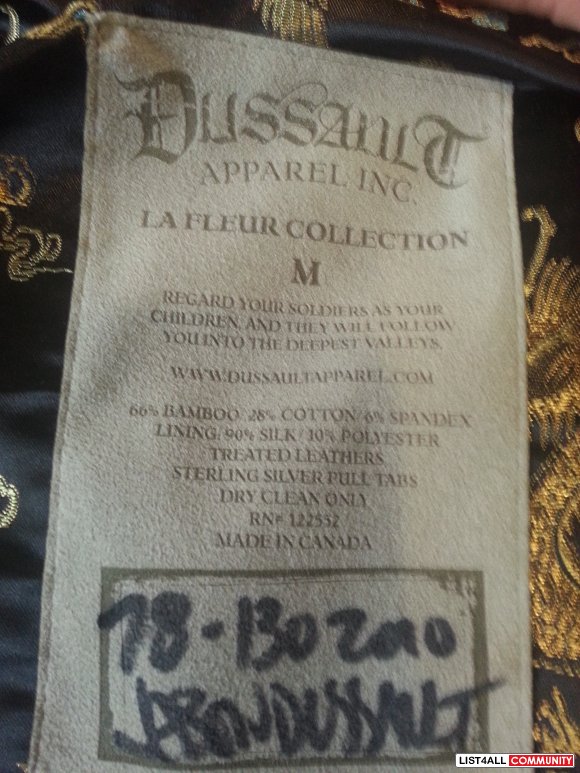 DUSSAULT
APPAREL INC.
LA FLEUR COLLECTION
M
REGARD YOUR SOLDIERS AS YOUR
CHILDREN, AND THEY WILL FOLLOW
YOU INTO THE DEEPEST VALLEYS.
WWW.DUSSAULTAPPAREL.COM
66% BAMBOO/ 28% COTTON/ 6% SPANDEX
LINING: 90% SILK/ 10% POLYESTER
TREATED LEATHERS
STERLING SILVER PULL TABS
DRY CLEAN ONLY
RN# 122552
MADE IN CANADA
78-130 2010
JASON DUSSAULT
LIST4ALL COMMUNITY